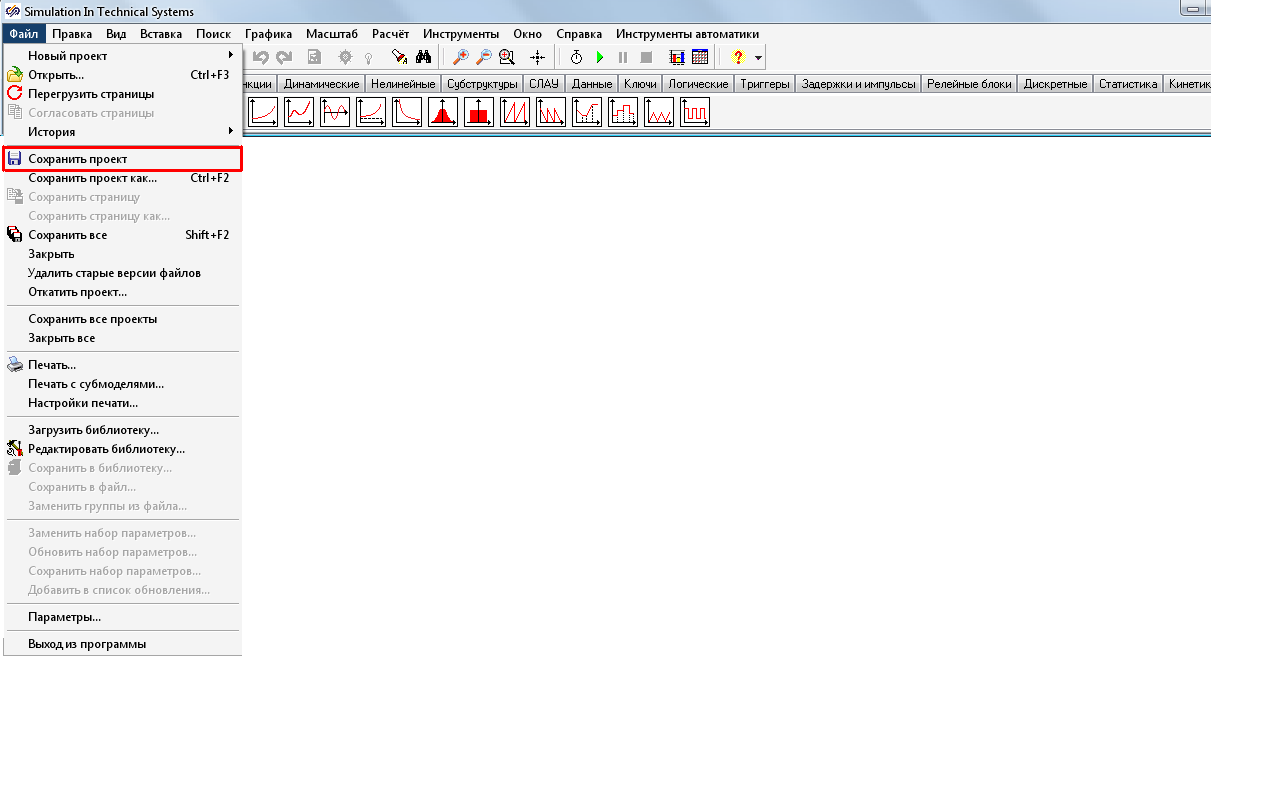 Simulation In Technical Systems
Файл Правка Вид Вставка Поиск Графика Масштаб Расчёт Инструменты Окно Справка Инструменты автоматики
Новый проект
Открыть... Ctrl+F3
Перегрузить страницы
Согласовать страницы
История
нкции Динамические Нелинейные Субструктуры СЛАУ Данные Ключи Логические Триггеры Задержки и импульсы Релейные блоки Дискретные Статистика Кинетик
Сохранить проект
Сохранить проект как... Ctrl+F2
Сохранить страницу
Сохранить страницу как...
Сохранить все Shift+F2
Закрыть
Удалить старые версии файлов
Откатить проект...
Сохранить все проекты
Закрыть все
Печать...
Печать с субмоделями...
Настройки печати...
Загрузить библиотеку...
Редактировать библиотеку...
Сохранить в библиотеку...
Сохранить в файл...
Заменить группы из файла...
Заменить набор параметров...
Обновить набор параметров...
Сохранить набор параметров...
Добавить в список обновления...
Параметры...
Выход из программы